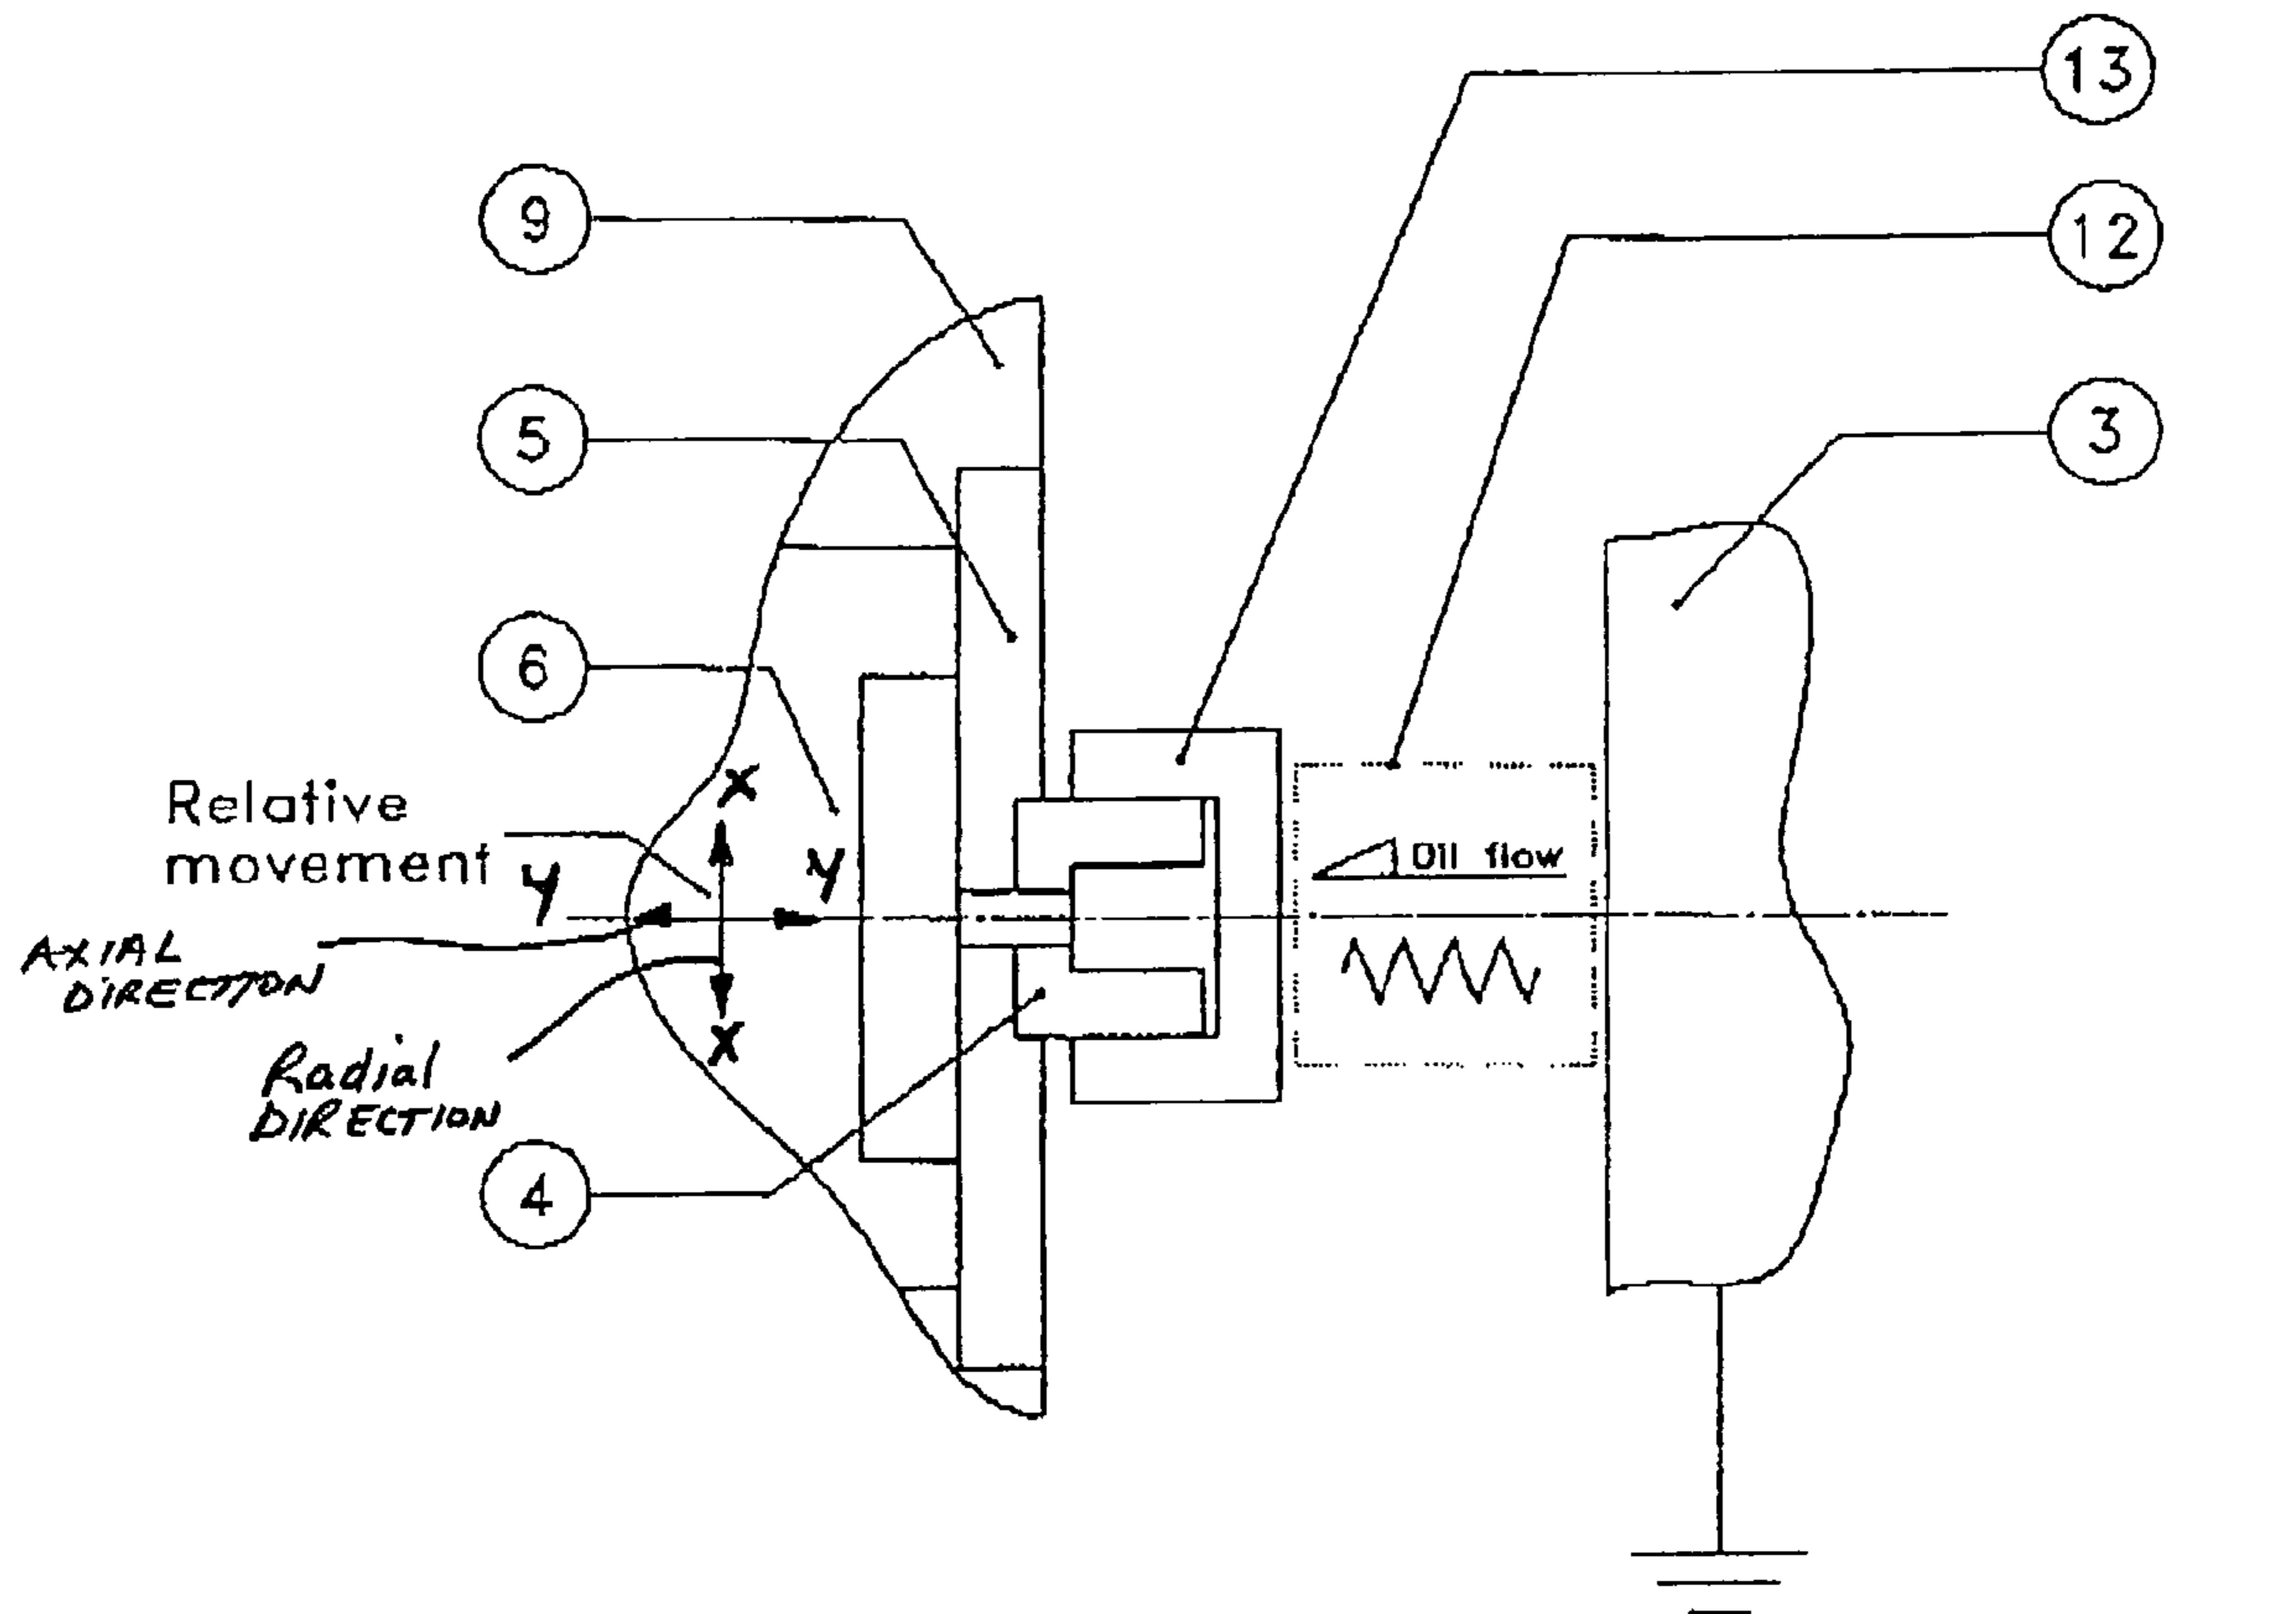 13
9
12
5
3
6
x
Relative
movement
y
y
Oil flow
AXIAL
DIRECTION
x
Radial
DIRECTION
4